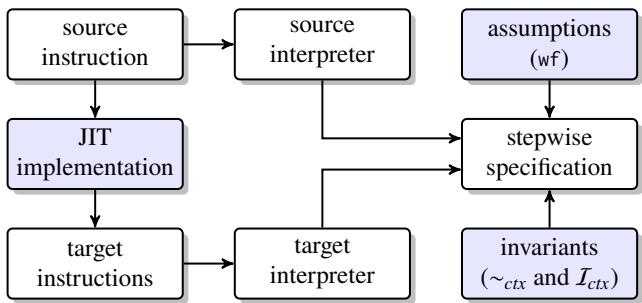 source
instruction
source
interpreter
assumptions
(wf)
JIT
implementation
stepwise
specification
target
instructions
target
interpreter
invariants
(∼ctx and Ictx)